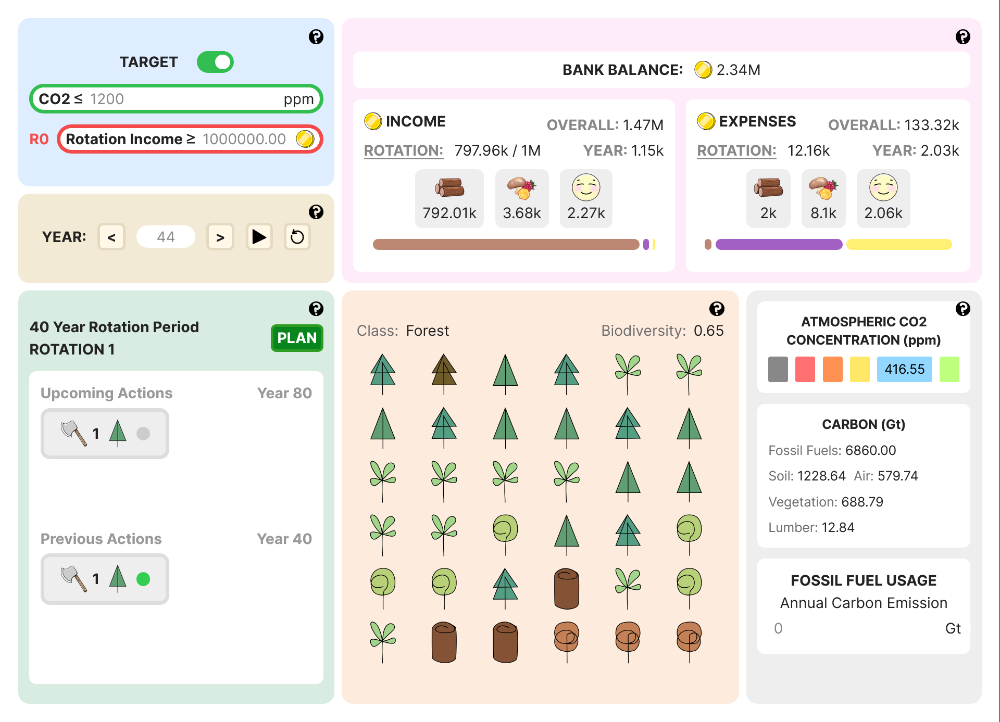 TARGET
CO2 ≤ 1200 ppm
R0 Rotation Income ≥ 1000000.00
BANK BALANCE: 2.34M
INCOME
OVERALL: 1.47M
ROTATION: 797.96k / 1M
YEAR: 1.15k
792.01k
3.68k
2.27k
EXPENSES
OVERALL: 133.32k
ROTATION: 12.16k
YEAR: 2.03k
2k
8.1k
2.06k
YEAR: < 44 >
40 Year Rotation Period
ROTATION 1
PLAN
Upcoming Actions Year 80
1
Previous Actions Year 40
1
Class: Forest
Biodiversity: 0.65
ATMOSPHERIC CO2
CONCENTRATION (ppm)
416.55
CARBON (Gt)
Fossil Fuels: 6860.00
Soil: 1228.64 Air: 579.74
Vegetation: 688.79
Lumber: 12.84
FOSSIL FUEL USAGE
Annual Carbon Emission
0 Gt